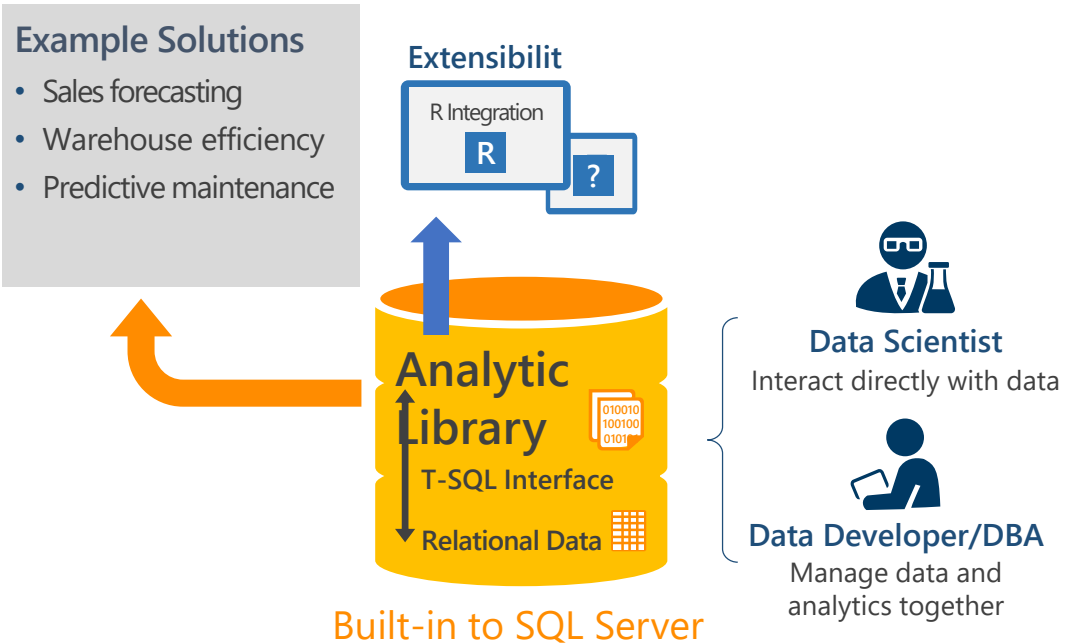 Example Solutions
• Sales forecasting
• Warehouse efficiency
• Predictive maintenance
Extensibilit
R Integration
R
?
Analytic
Library
010010
100100
0101
T-SQL Interface
Relational Data
Built-in to SQL Server
Data Scientist
Interact directly with data
Data Developer/DBA
Manage data and
analytics together